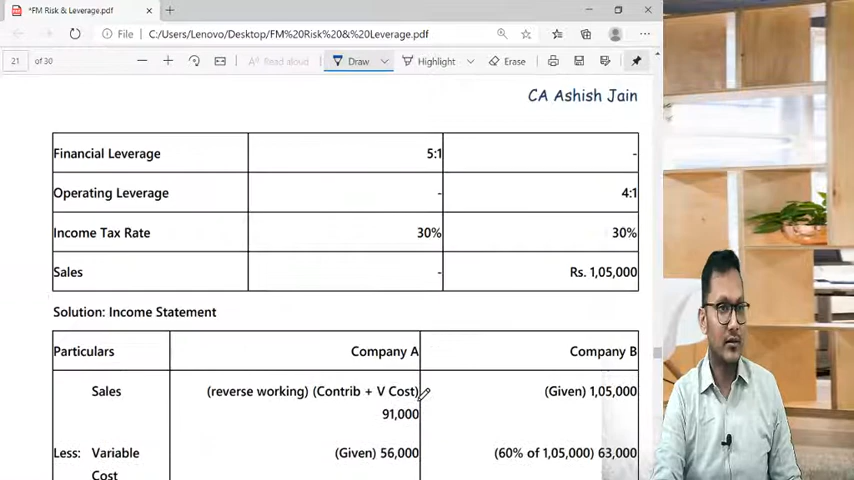 *FM Risk & Leverage.pdf
File C:/Users/Lenovo/Desktop/FM%20Risk%20&%20Leverage.pdf
21 of 30 Read aloud Draw Highlight Erase
CA Ashish Jain
Financial Leverage 5:1 -
Operating Leverage - 4:1
Income Tax Rate 30% 30%
Sales - Rs. 1,05,000
Solution: Income Statement
Particulars Company A Company B
Sales (reverse working) (Contrib + V Cost) (Given) 1,05,000
91,000
Less: Variable (Given) 56,000 (60% of 1,05,000) 63,000
Cost